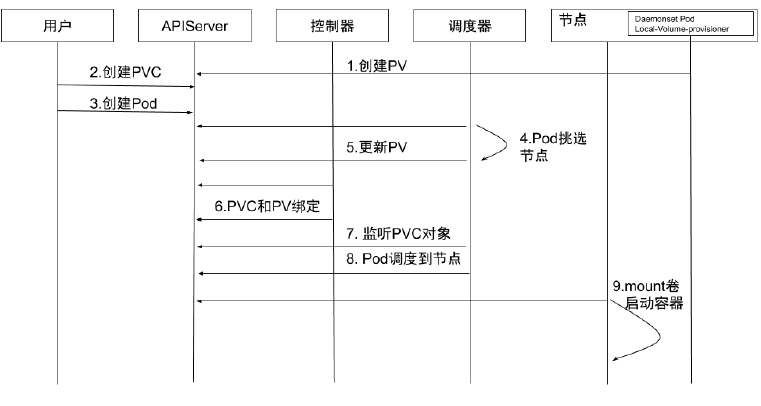 用户
APIServer
控制器
调度器
节点
Daemonset Pod
Local-Volume-provisioner
1.创建PV
2.创建PVC
3.创建Pod
4.Pod挑选
节点
5.更新PV
6.PVC和PV绑定
7. 监听PVC对象
8. Pod调度到节点
9.mount卷
启动容器